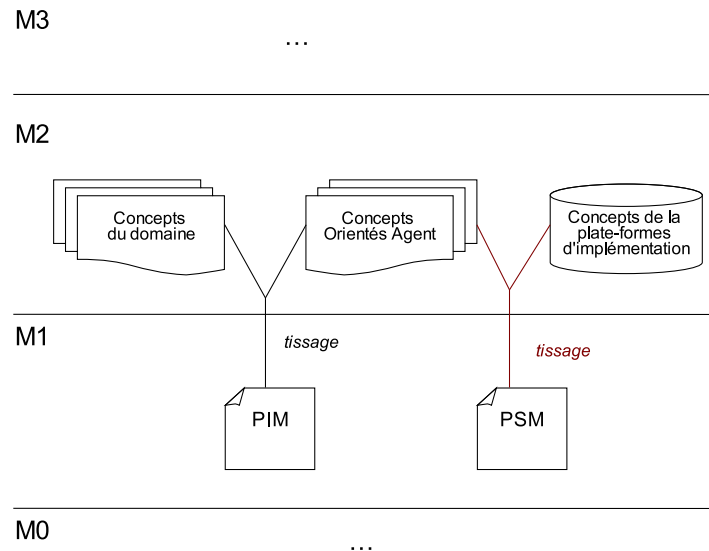 M3
...
M2
Concepts
du domaine
Concepts
Orientés Agent
Concepts de la
plate-formes
d'implémentation
M1
tissage
tissage
PIM
PSM
M0
...